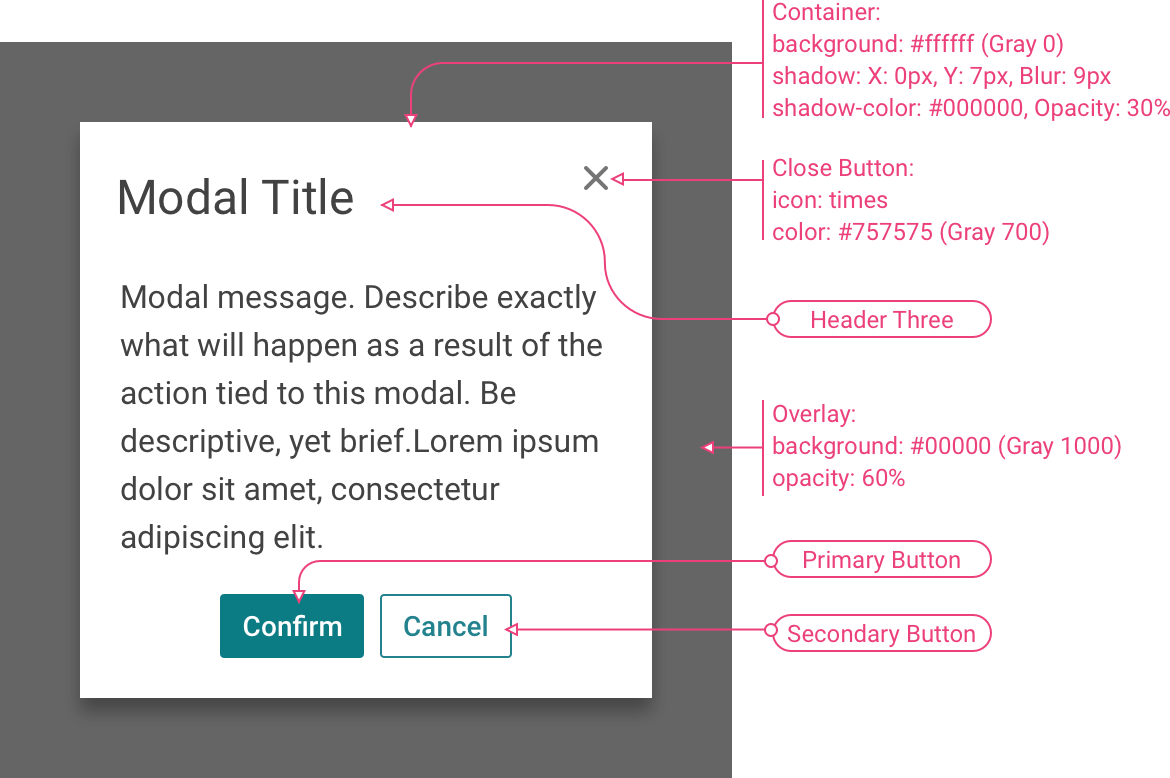 Container:
background: #ffffff (Gray 0)
shadow: X: 0px, Y: 7px, Blur: 9px
shadow-color: #000000, Opacity: 30%
Close Button:
icon: times
color: #757575 (Gray 700)
Modal Title
Header Three
Modal message. Describe exactly
what will happen as a result of the
action tied to this modal. Be
descriptive, yet brief.Lorem ipsum
dolor sit amet, consectetur
adipiscing elit.
Overlay:
background: #00000 (Gray 1000)
opacity: 60%
Primary Button
Confirm
Cancel
Secondary Button